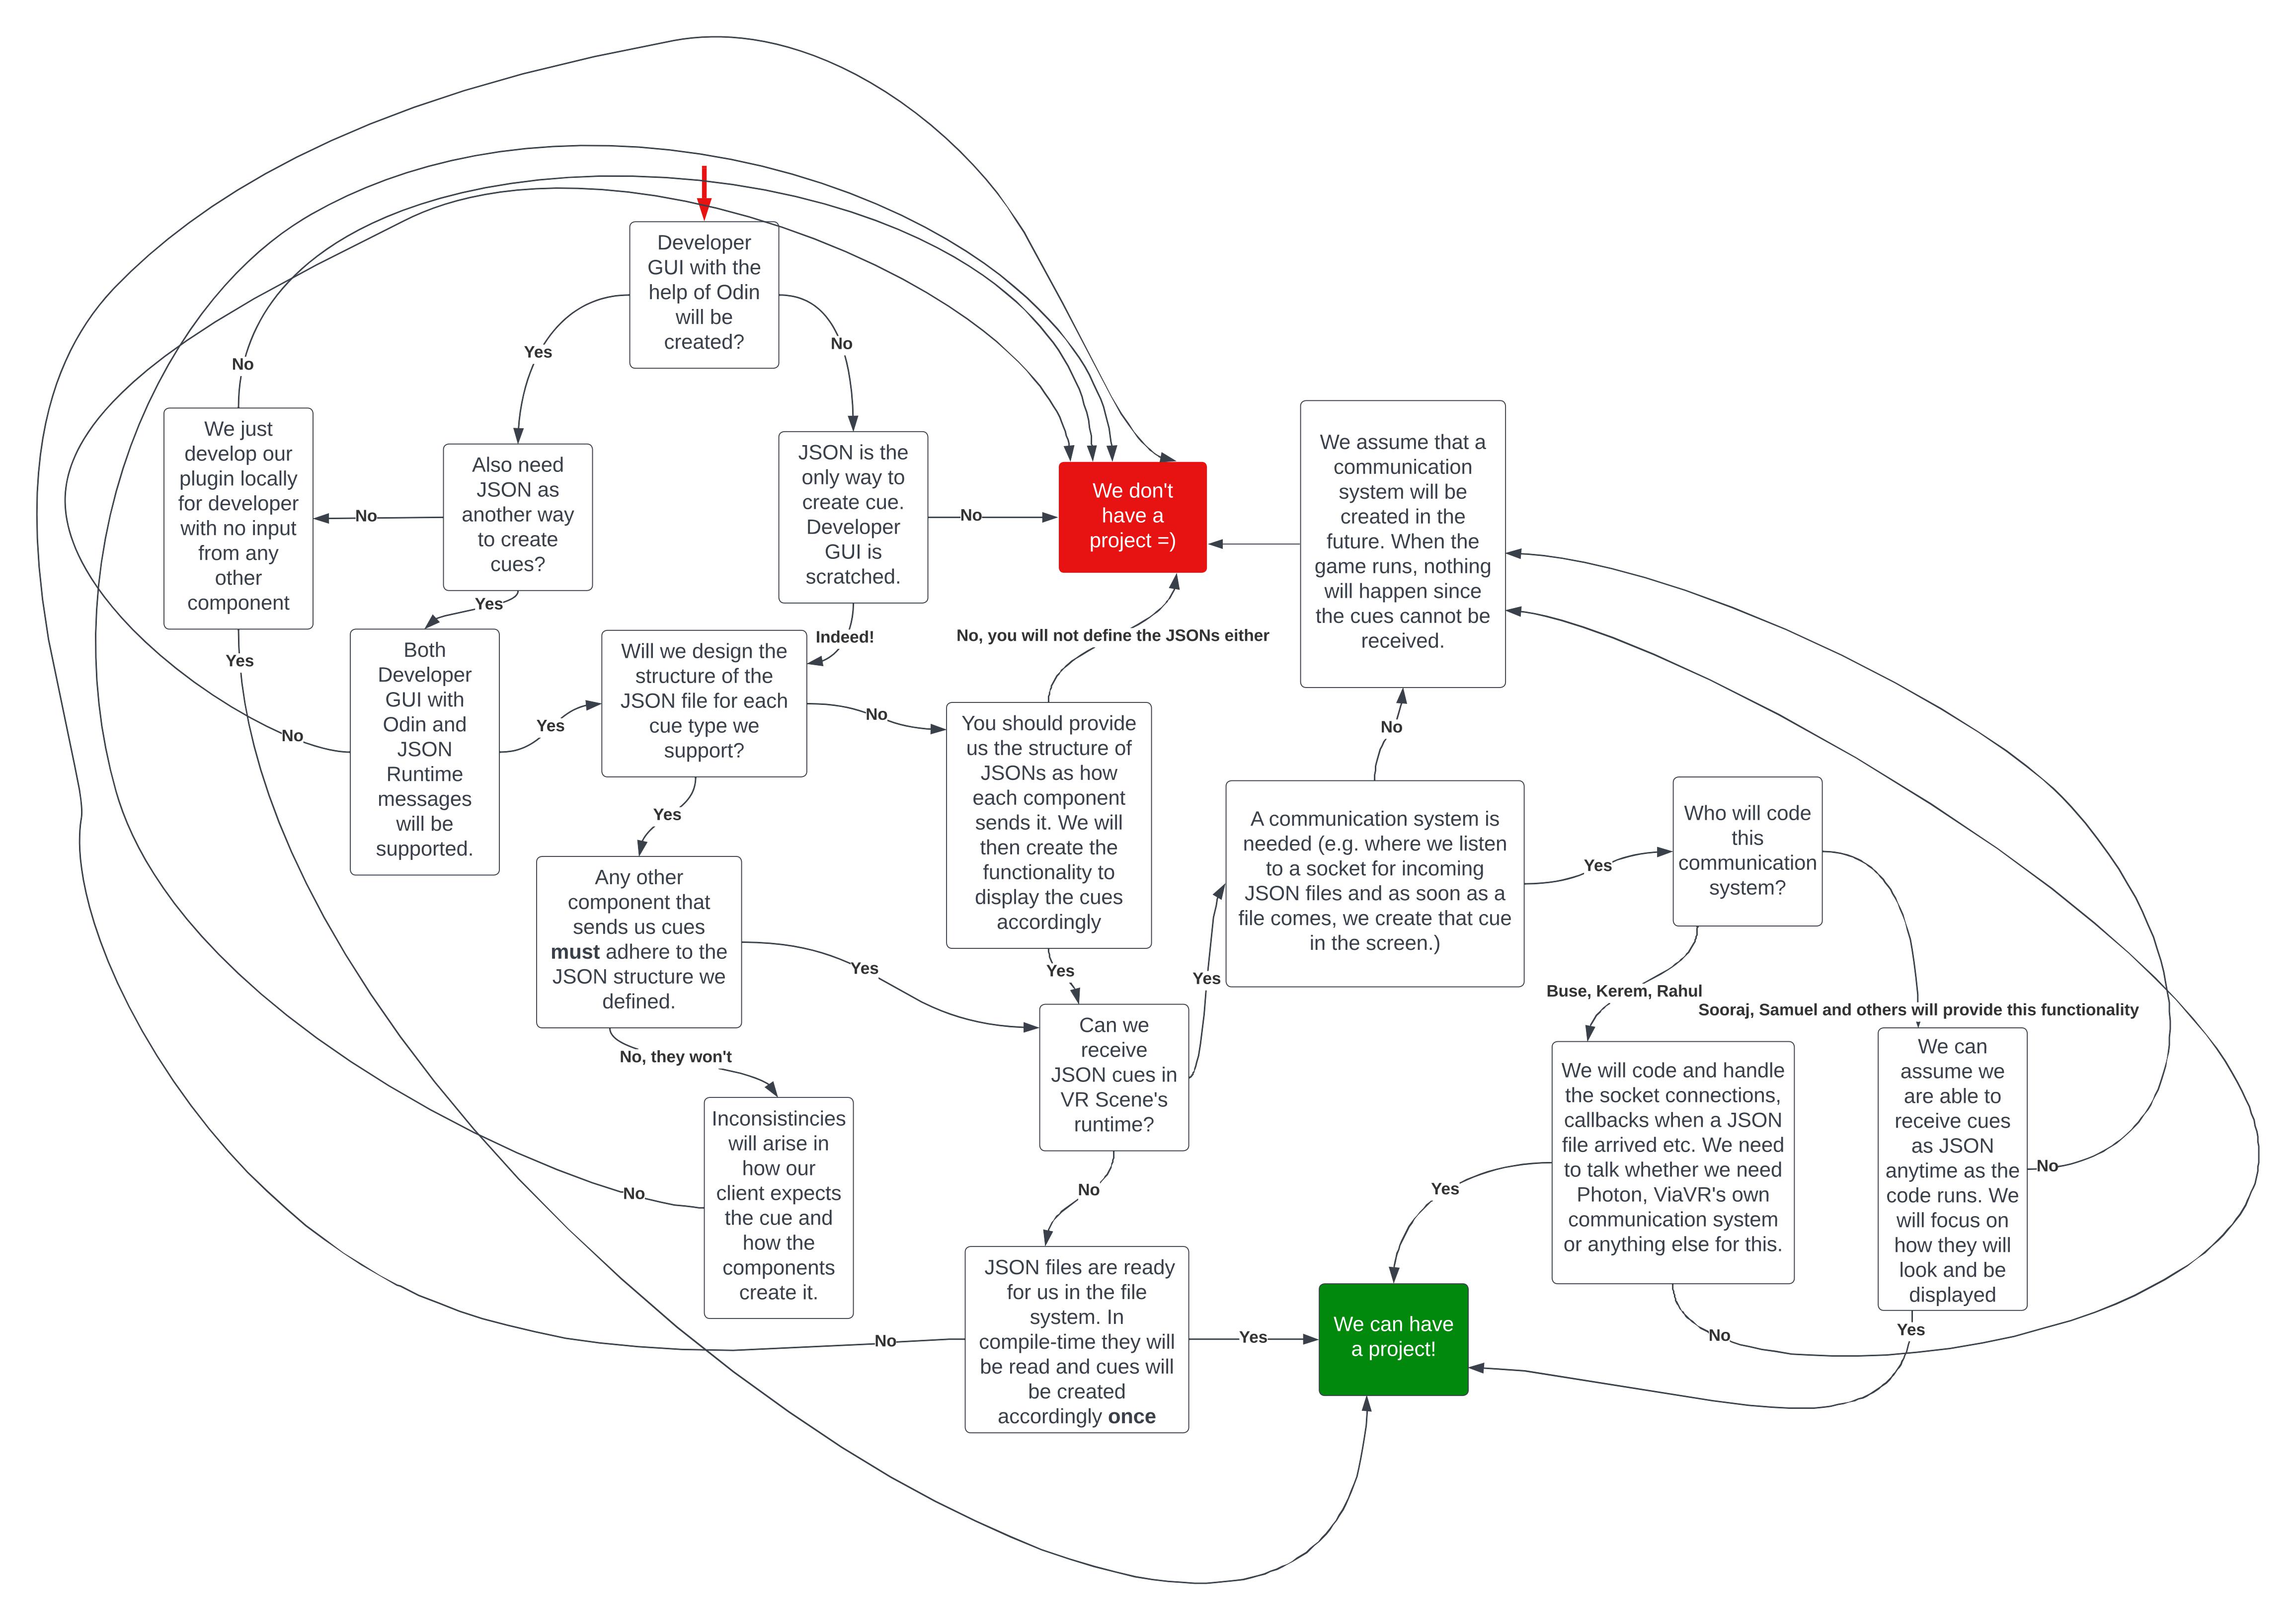 Developer
GUI with the
help of Odin
will be
created?
Yes
No
No
We just
develop our
plugin locally
for developer
with no input
from any
other
component
No
Also need
JSON as
another way
to create
cues?
JSON is the
only way to
create cue.
Developer
GUI is
scratched.
No
We don't
have a
project =)
We assume that a
communication
system will be
created in the
future. When the
game runs, nothing
will happen since
the cues cannot be
received.
Yes
Yes
Indeed!
No, you will not define the JSONs either
Both
Developer
GUI with
Odin and
JSON
Runtime
messages
will be
supported.
No
Yes
Will we design the
structure of the
JSON file for each
cue type we
support?
No
You should provide
us the structure of
JSONs as how
each component
sends it. We will
then create the
functionality to
display the cues
accordingly
No
Yes
A communication system is
needed (e.g. where we listen
to a socket for incoming
JSON files and as soon as a
file comes, we create that cue
in the screen.)
Yes
Who will code
this
communication
system?
Any other
component that
sends us cues
must adhere to the
JSON structure we
defined.
Yes
Yes
Yes
Buse, Kerem, Rahul
Sooraj, Samuel and others will provide this functionality
No, they won't
Can we
receive
JSON cues in
VR Scene's
runtime?
We will code and handle
the socket connections,
callbacks when a JSON
file arrived etc. We need
to talk whether we need
Photon, ViaVR's own
communication system
or anything else for this.
We can
assume we
are able to
receive cues
as JSON
anytime as the
code runs. We
will focus on
how they will
look and be
displayed
No
Inconsistincies
will arise in
how our
client expects
the cue and
how the
components
create it.
No
No
Yes
JSON files are ready
for us in the file
system. In
compile-time they will
be read and cues will
be created
accordingly once
No
Yes
We can have
a project!
No
Yes